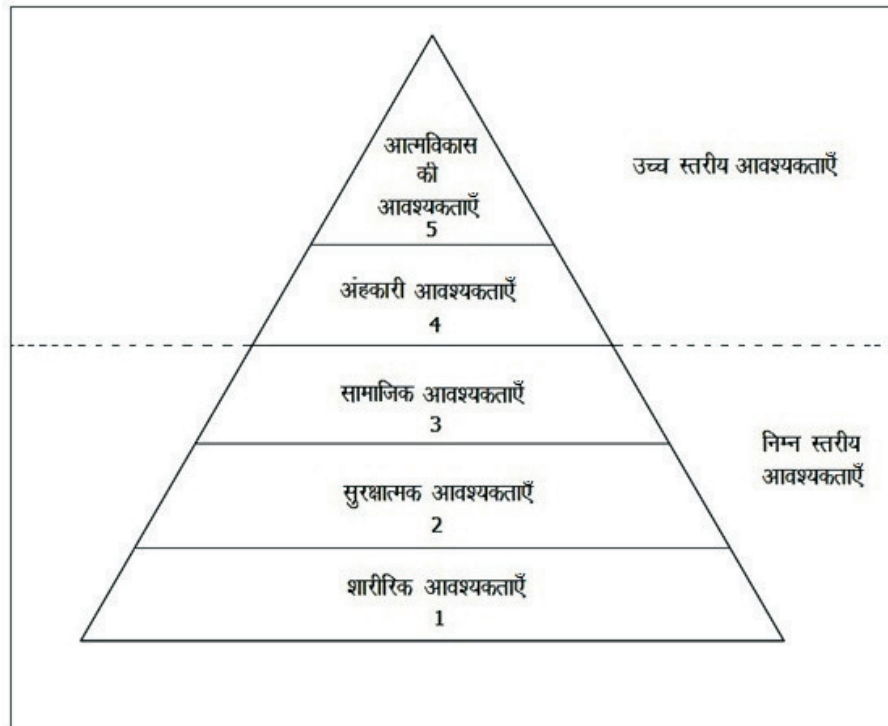 आत्मविकास
की
आवश्यकताएँ
5
उच्च स्तरीय आवश्यकताएँ
अंहकारी आवश्यकताएँ
4
सामाजिक आवश्यकताएँ
3
निम्न स्तरीय
आवश्यकताएँ
सुरक्षात्मक आवश्यकताएँ
2
शारीरिक आवश्यकताएँ
1